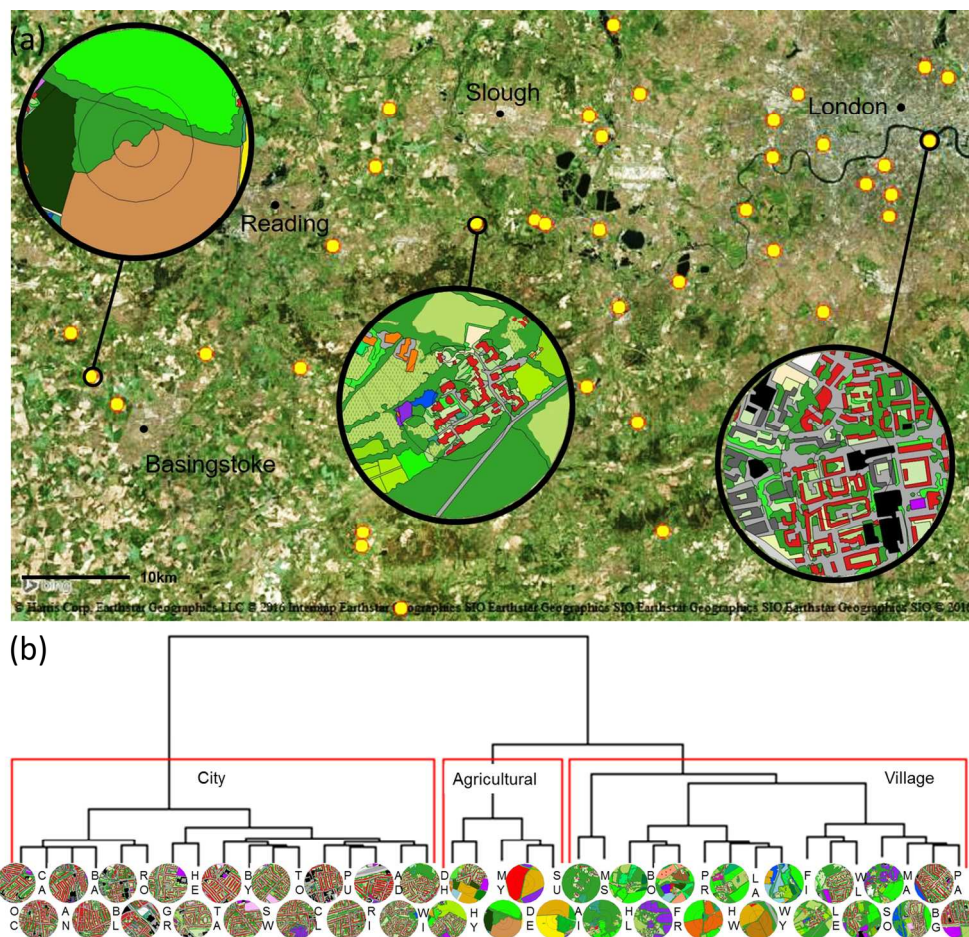 (a)
Slough
London
Reading
Basingstoke
10km
bing
© Harris Corp, Earthstar Geographics LLC © 2016 Intermap Earthstar Geographics SIO Earthstar Geographics SIO Earthstar Geographics SIO Earthstar Geographics SIO ©
(b)
City Agricultural Village
C B R H B T P A D M S M B P L F W M P
A A O E Y O U D H Y U S O R A I L A A
O A B G T S C R W H D A H F H W L S B
C N L R A W L I I Y E I L R W Y E O G